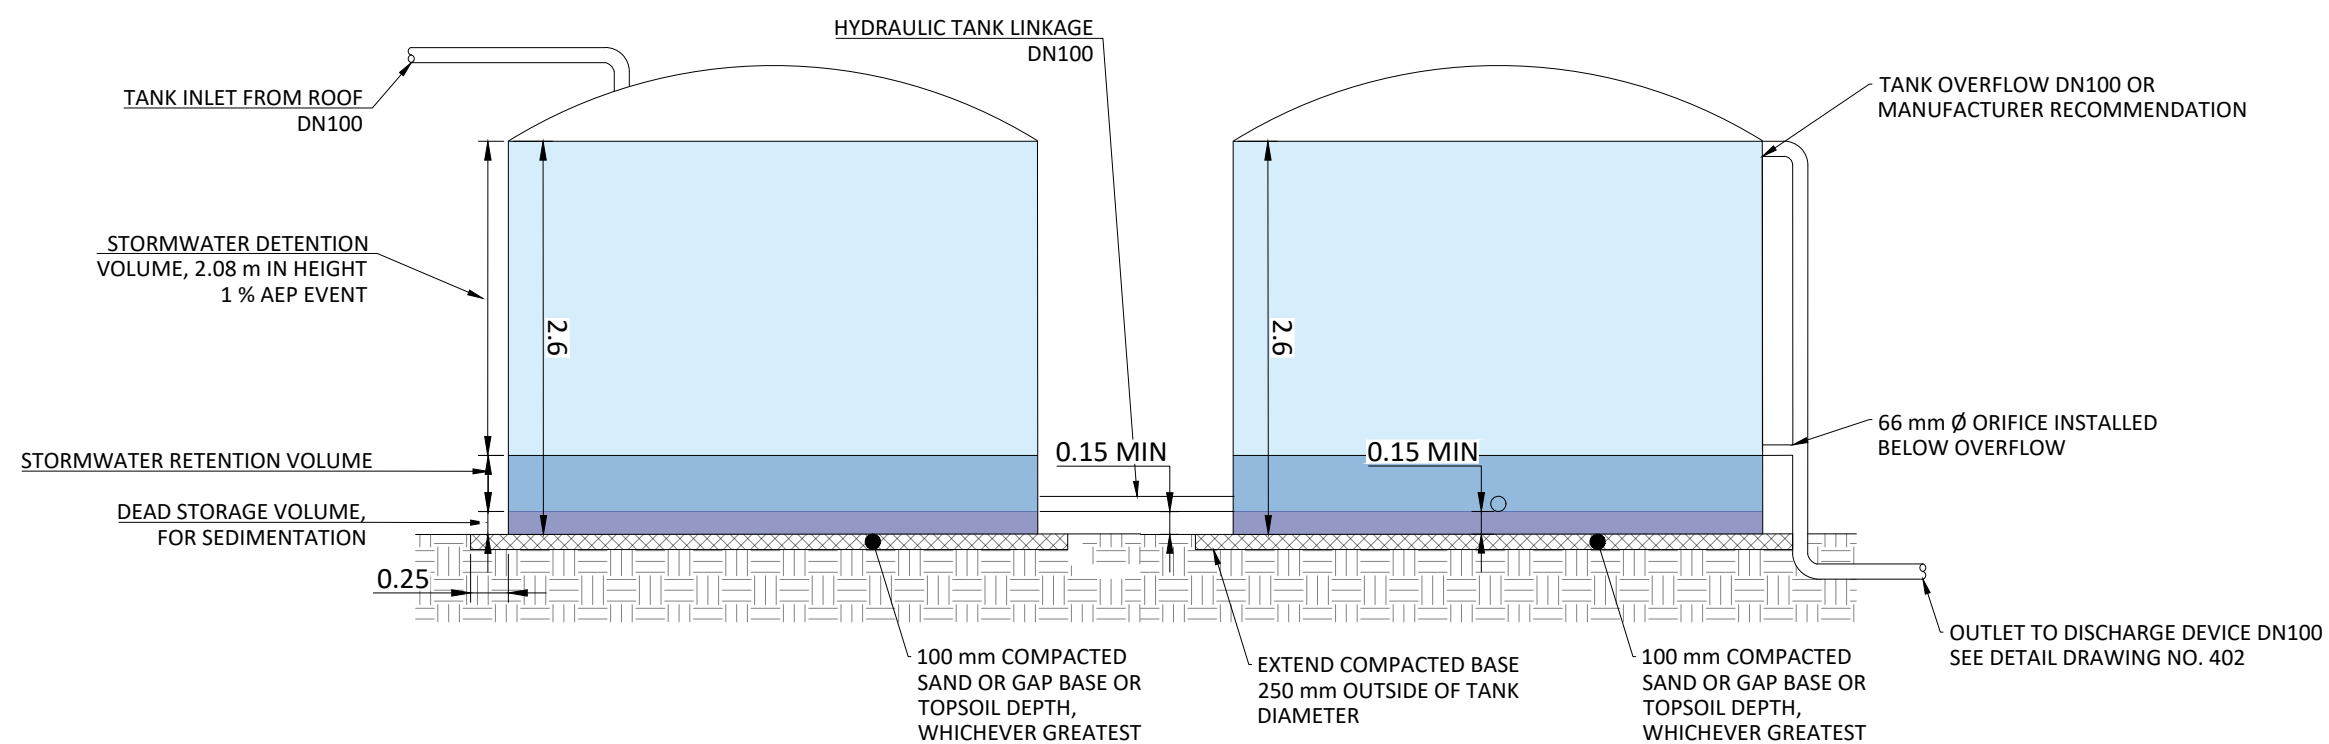 HYDRAULIC TANK LINKAGE
DN100
TANK INLET FROM ROOF
DN100
TANK OVERFLOW DN100 OR
MANUFACTURER RECOMMENDATION
STORMWATER DETENTION
VOLUME, 2.08 m IN HEIGHT
1 % AEP EVENT
2.6
2.6
66 mm Ø ORIFICE INSTALLED
BELOW OVERFLOW
0.15 MIN
0.15 MIN
STORMWATER RETENTION VOLUME
DEAD STORAGE VOLUME,
FOR SEDIMENTATION
0.25
100 mm COMPACTED
SAND OR GAP BASE OR
TOPSOIL DEPTH,
WHICHEVER GREATEST
EXTEND COMPACTED BASE
250 mm OUTSIDE OF TANK
DIAMETER
100 mm COMPACTED
SAND OR GAP BASE OR
TOPSOIL DEPTH,
WHICHEVER GREATEST
OUTLET TO DISCHARGE DEVICE DN100
SEE DETAIL DRAWING NO. 402